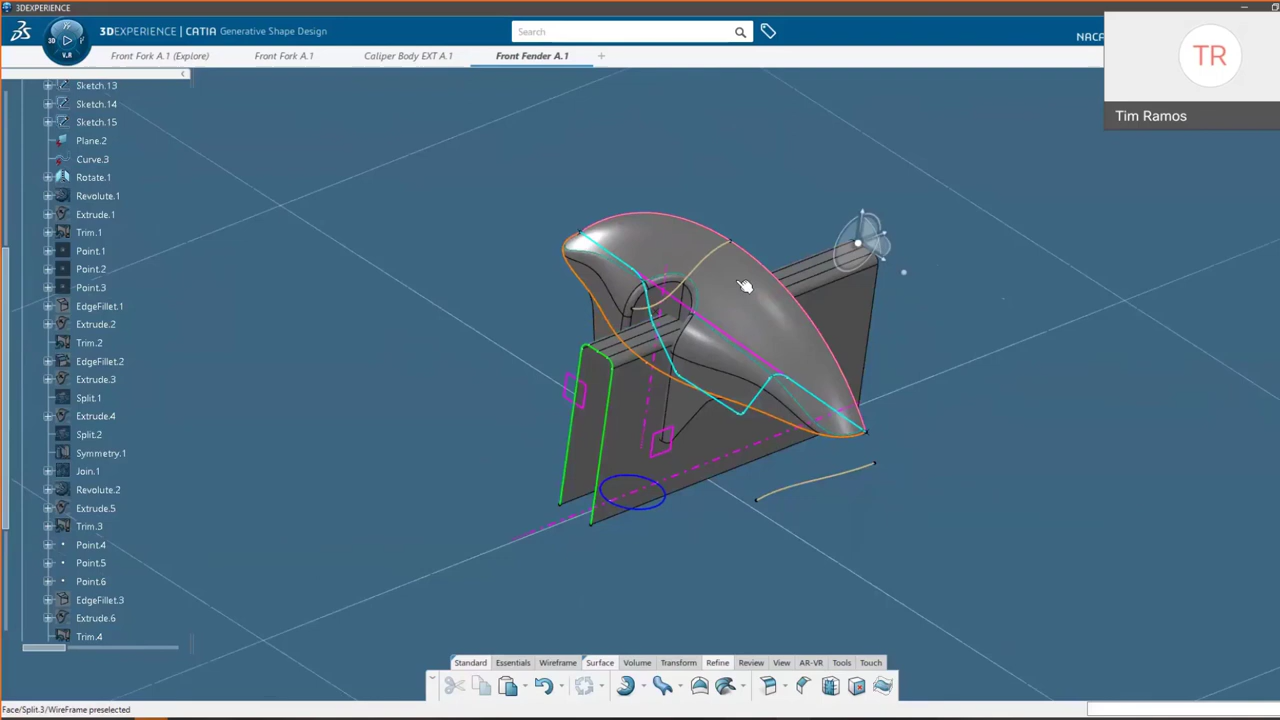 3DEXPERIENCE
3DEXPERIENCE | CATIA Generative Shape Design
3D
V.R
Search
NACA
TR
Tim Ramos
Front Fork A.1 (Explore)
Front Fork A.1
Caliper Body EXT A.1
Front Fender A.1
Sketch.13
Sketch.14
Sketch.15
Plane.2
Curve.3
Rotate.1
Revolute.1
Extrude.1
Trim.1
Point.1
Point.2
Point.3
EdgeFillet.1
Extrude.2
Trim.2
EdgeFillet.2
Extrude.3
Split.1
Extrude.4
Split.2
Symmetry.1
Join.1
Revolute.2
Extrude.5
Trim.3
Point.4
Point.5
Point.6
EdgeFillet.3
Extrude.6
Trim.4
Standard Essentials Wireframe Surface Volume Transform Refine Review View AR-VR Tools Touch
Face/Split.3/WireFrame preselected